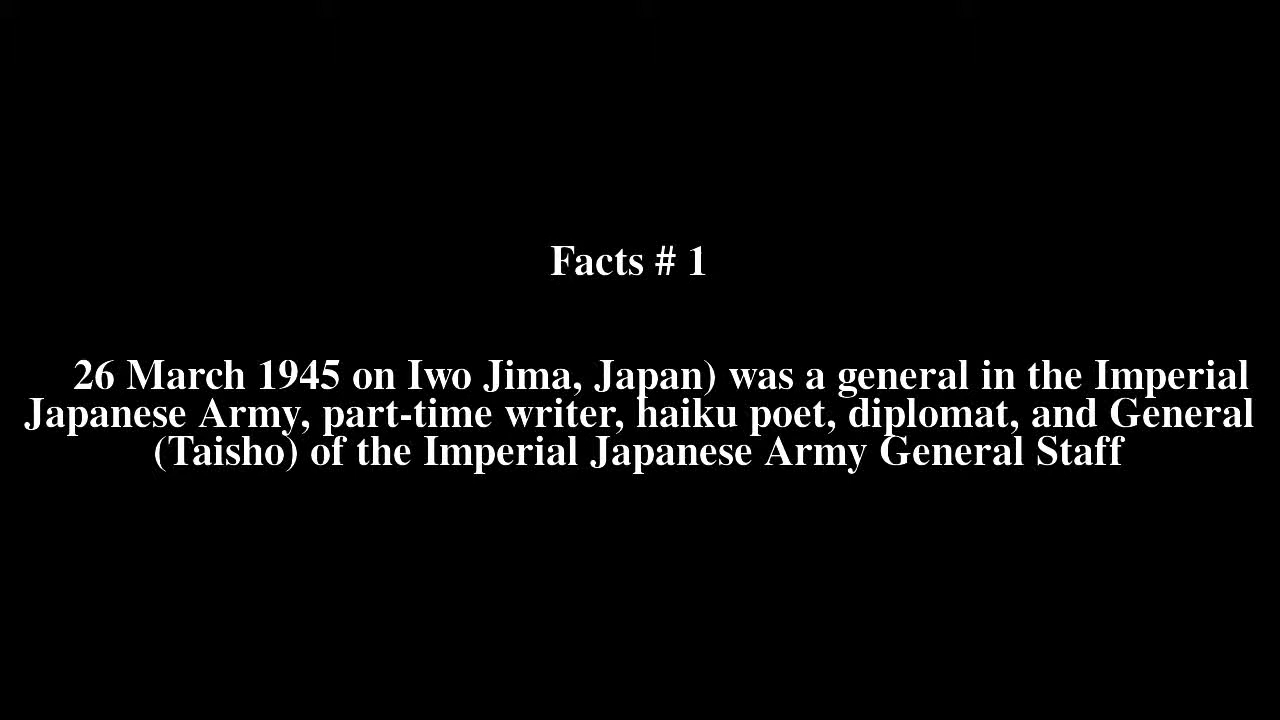 Facts # 1
26 March 1945 on Iwo Jima, Japan) was a general in the Imperial
Japanese Army, part-time writer, haiku poet, diplomat, and General
(Taisho) of the Imperial Japanese Army General Staff